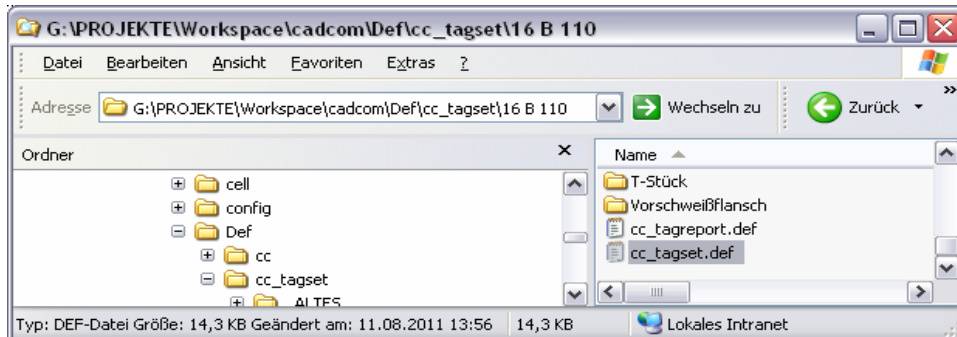 G:\PROJEKTE\Workspace\cadcom\Def\cc_tagset\16 B 110
Datei Bearbeiten Ansicht Favoriten Extras ?
Adresse G:\PROJEKTE\Workspace\cadcom\Def\cc_tagset\16 B 110 Wechseln zu Zurück »
Ordner
cell
config
Def
cc
cc_tagset
_ALTES
Name
T-Stück
Vorschweißflansch
cc_tagreport.def
cc_tagset.def
Typ: DEF-Datei Größe: 14,3 KB Geändert am: 11.08.2011 13:56 14,3 KB Lokales Intranet